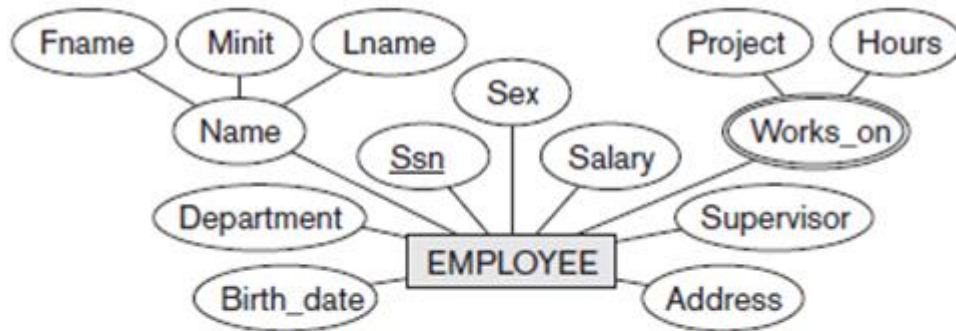 Fname Minit Lname Project Hours
Sex
Name Ssn Salary Works_on
Department Supervisor
EMPLOYEE
Birth_date Address